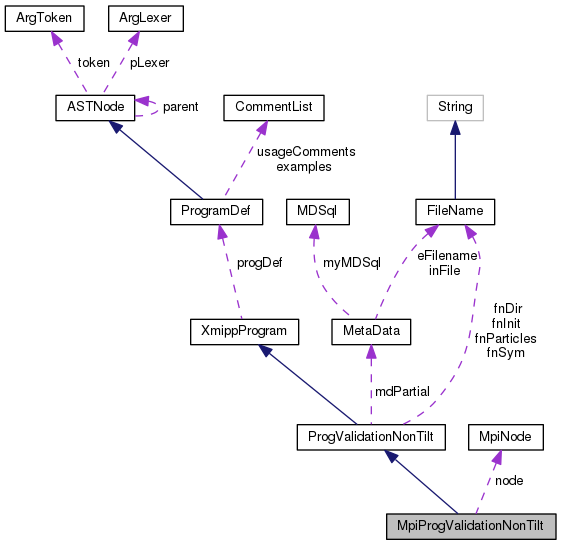 ArgToken
ArgLexer
token
pLexer
ASTNode
parent
CommentList
String
usageComments
examples
ProgramDef
MDSql
FileName
progDef
myMDSql
eFilename
inFile
fnDir
fnInit
fnParticles
fnSym
XmippProgram
MetaData
mdPartial
ProgValidationNonTilt
MpiNode
node
MpiProgValidationNonTilt